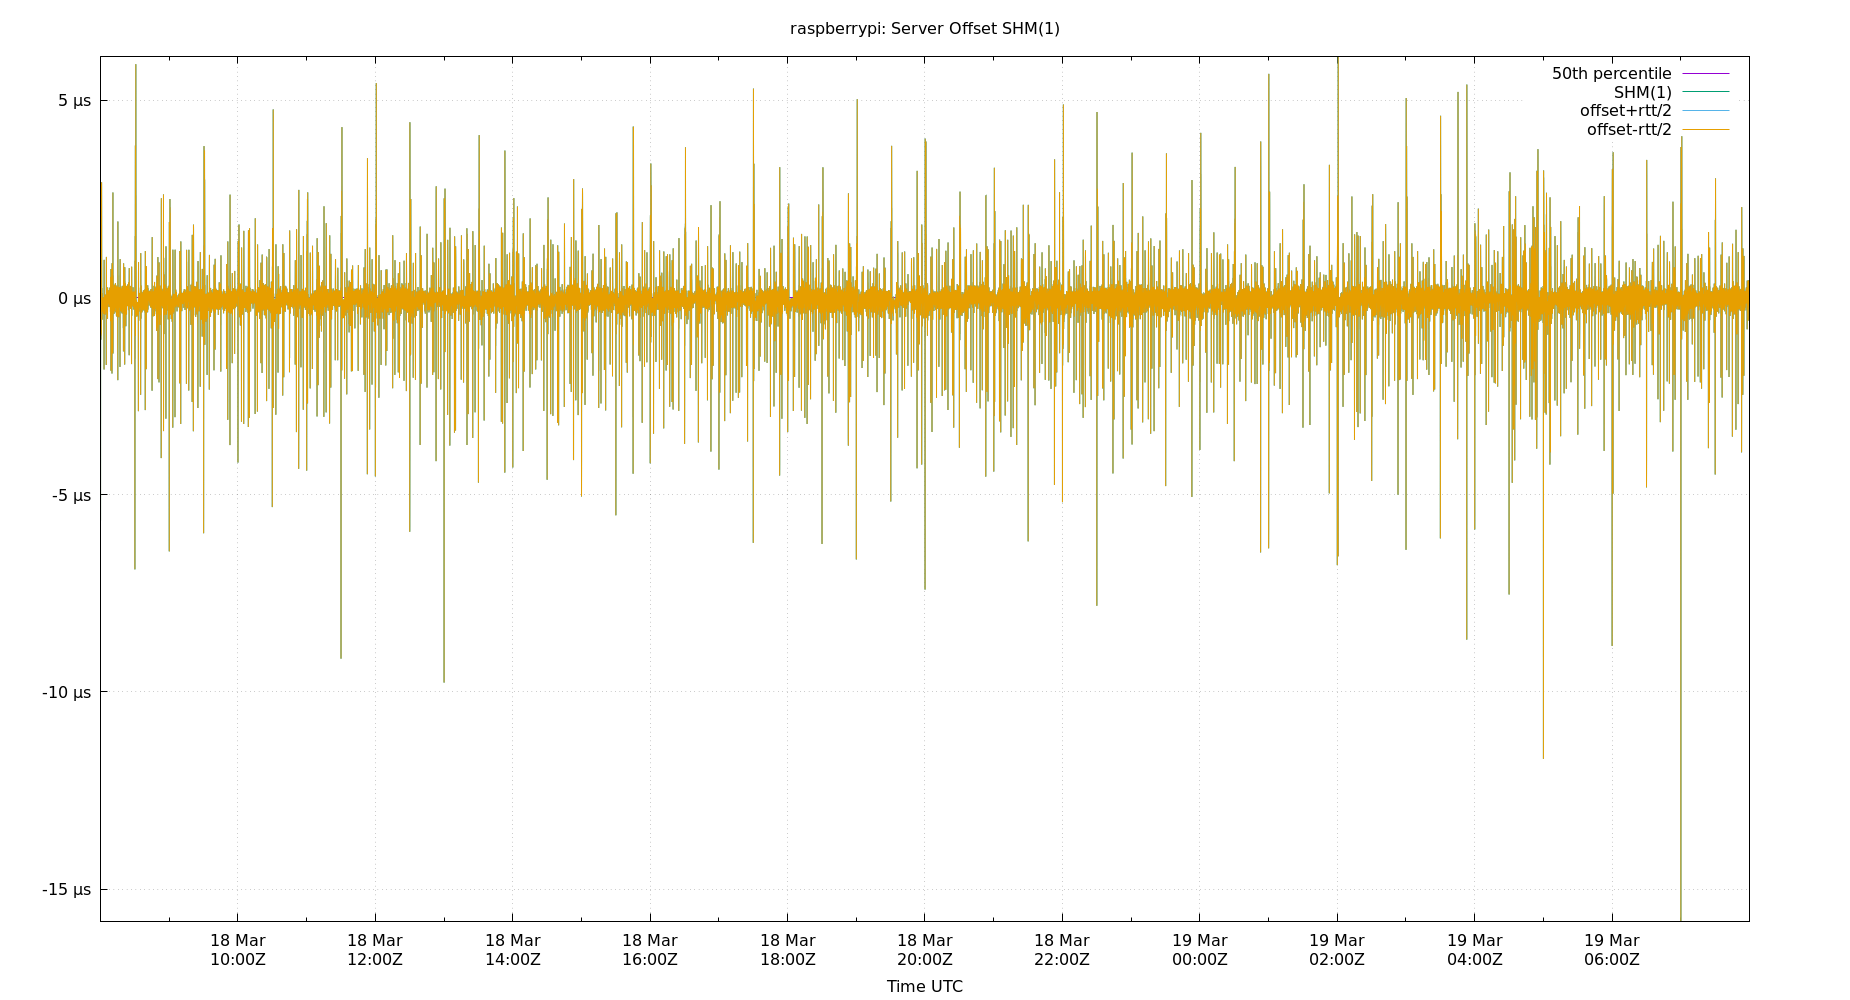 raspberrypi: Server Offset SHM(1)
50th percentile
SHM(1)
offset+rtt/2
offset-rtt/2
5 µs
0 µs
-5 µs
-10 µs
-15 µs
18 Mar 18 Mar 18 Mar 18 Mar 18 Mar 18 Mar 18 Mar 19 Mar 19 Mar 19 Mar 19 Mar
10:00Z 12:00Z 14:00Z 16:00Z 18:00Z 20:00Z 22:00Z 00:00Z 02:00Z 04:00Z 06:00Z
Time UTC